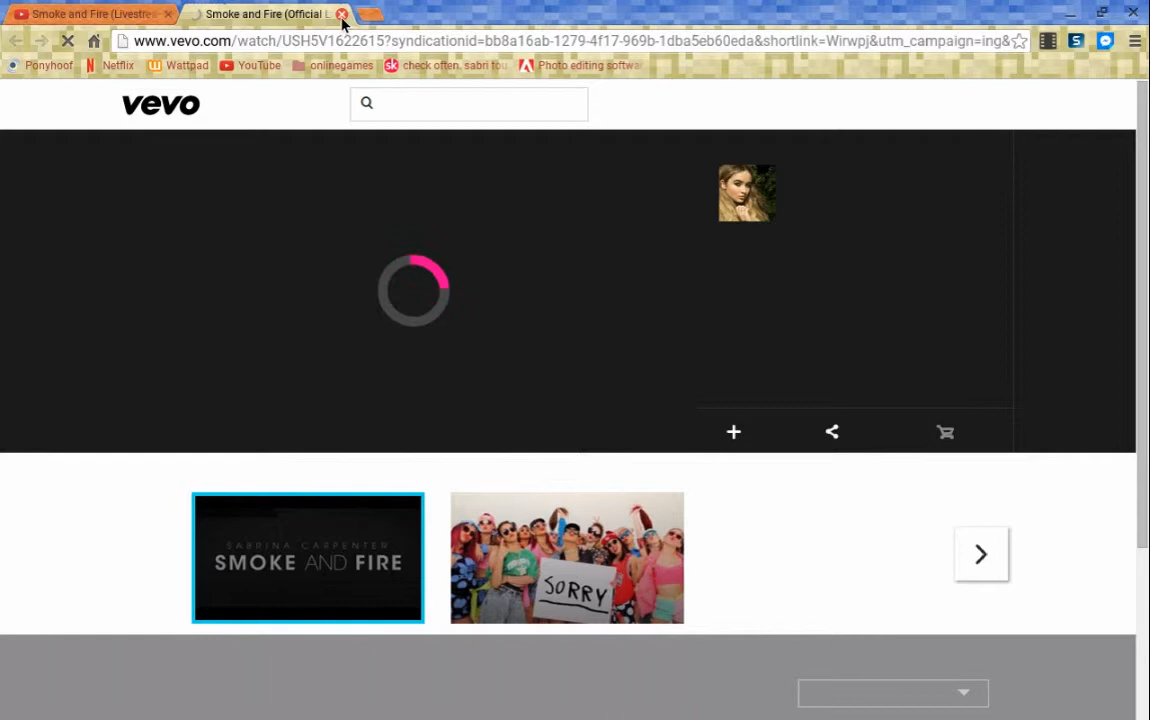 Smoke and Fire (Livestre
Smoke and Fire (Official L
www.vevo.com/watch/USH5V1622615?syndicationid=bb8a16ab-1279-4f17-969b-1dba5eb60eda&shortlink=Wirwpj&utm_campaign=ing&
Ponyhoof
Netflix
Wattpad
YouTube
onlinegames
check often. sabri
Photo editing softwa
vevo
SABRINA CARPENTER
SMOKE AND FIRE
SORRY